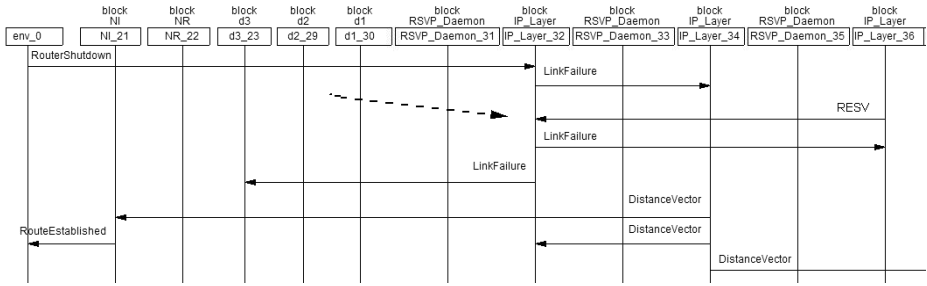 block block block block block block block block block block block
NI NR d3 d2 d1 RSVP_Daemon IP_Layer RSVP_Daemon IP_Layer RSVP_Daemon IP_Layer
env_0 NI_21 NR_22 d3_23 d2_29 d1_30 RSVP_Daemon_31 IP_Layer_32 RSVP_Daemon_33 IP_Layer_34 RSVP_Daemon_35 IP_Layer_36
RouterShutdown
LinkFailure
RESV
LinkFailure
LinkFailure
DistanceVector
RouteEstablished DistanceVector
DistanceVector